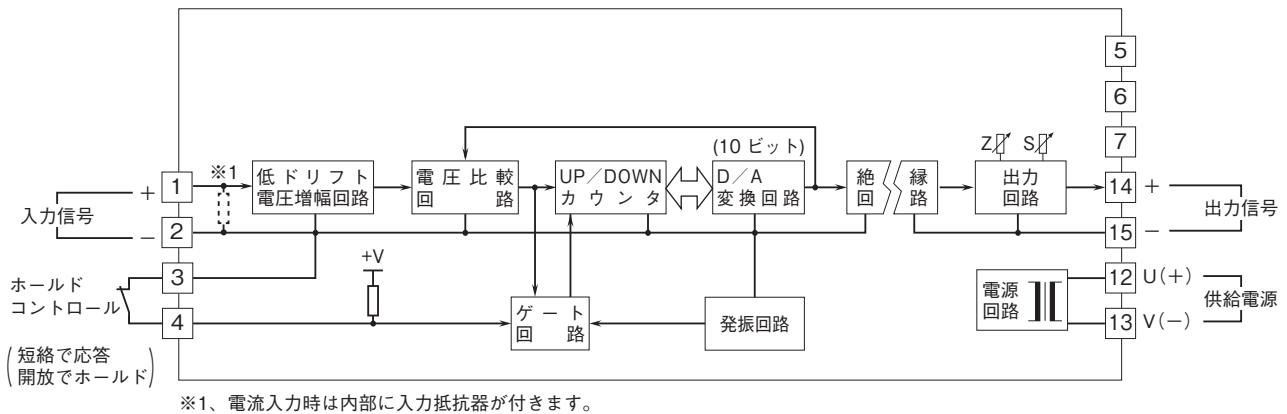 5
6
7
(10 ビット)
Z
S
※1
1
+
入力信号
2
−
低ドリフト
電圧増幅回路
電圧比較
回路
UP／DOWN
カウンタ
D／A
変換回路
絶縁
回路
出力
回路
14
+
15
−
出力信号
3
4
ホールド
コントロール
(短絡で応答
開放でホールド)
+V
ゲート
回路
発振回路
電源
回路
12
U(+)
13
V(−)
供給電源
※1、電流入力時は内部に入力抵抗器が付きます。